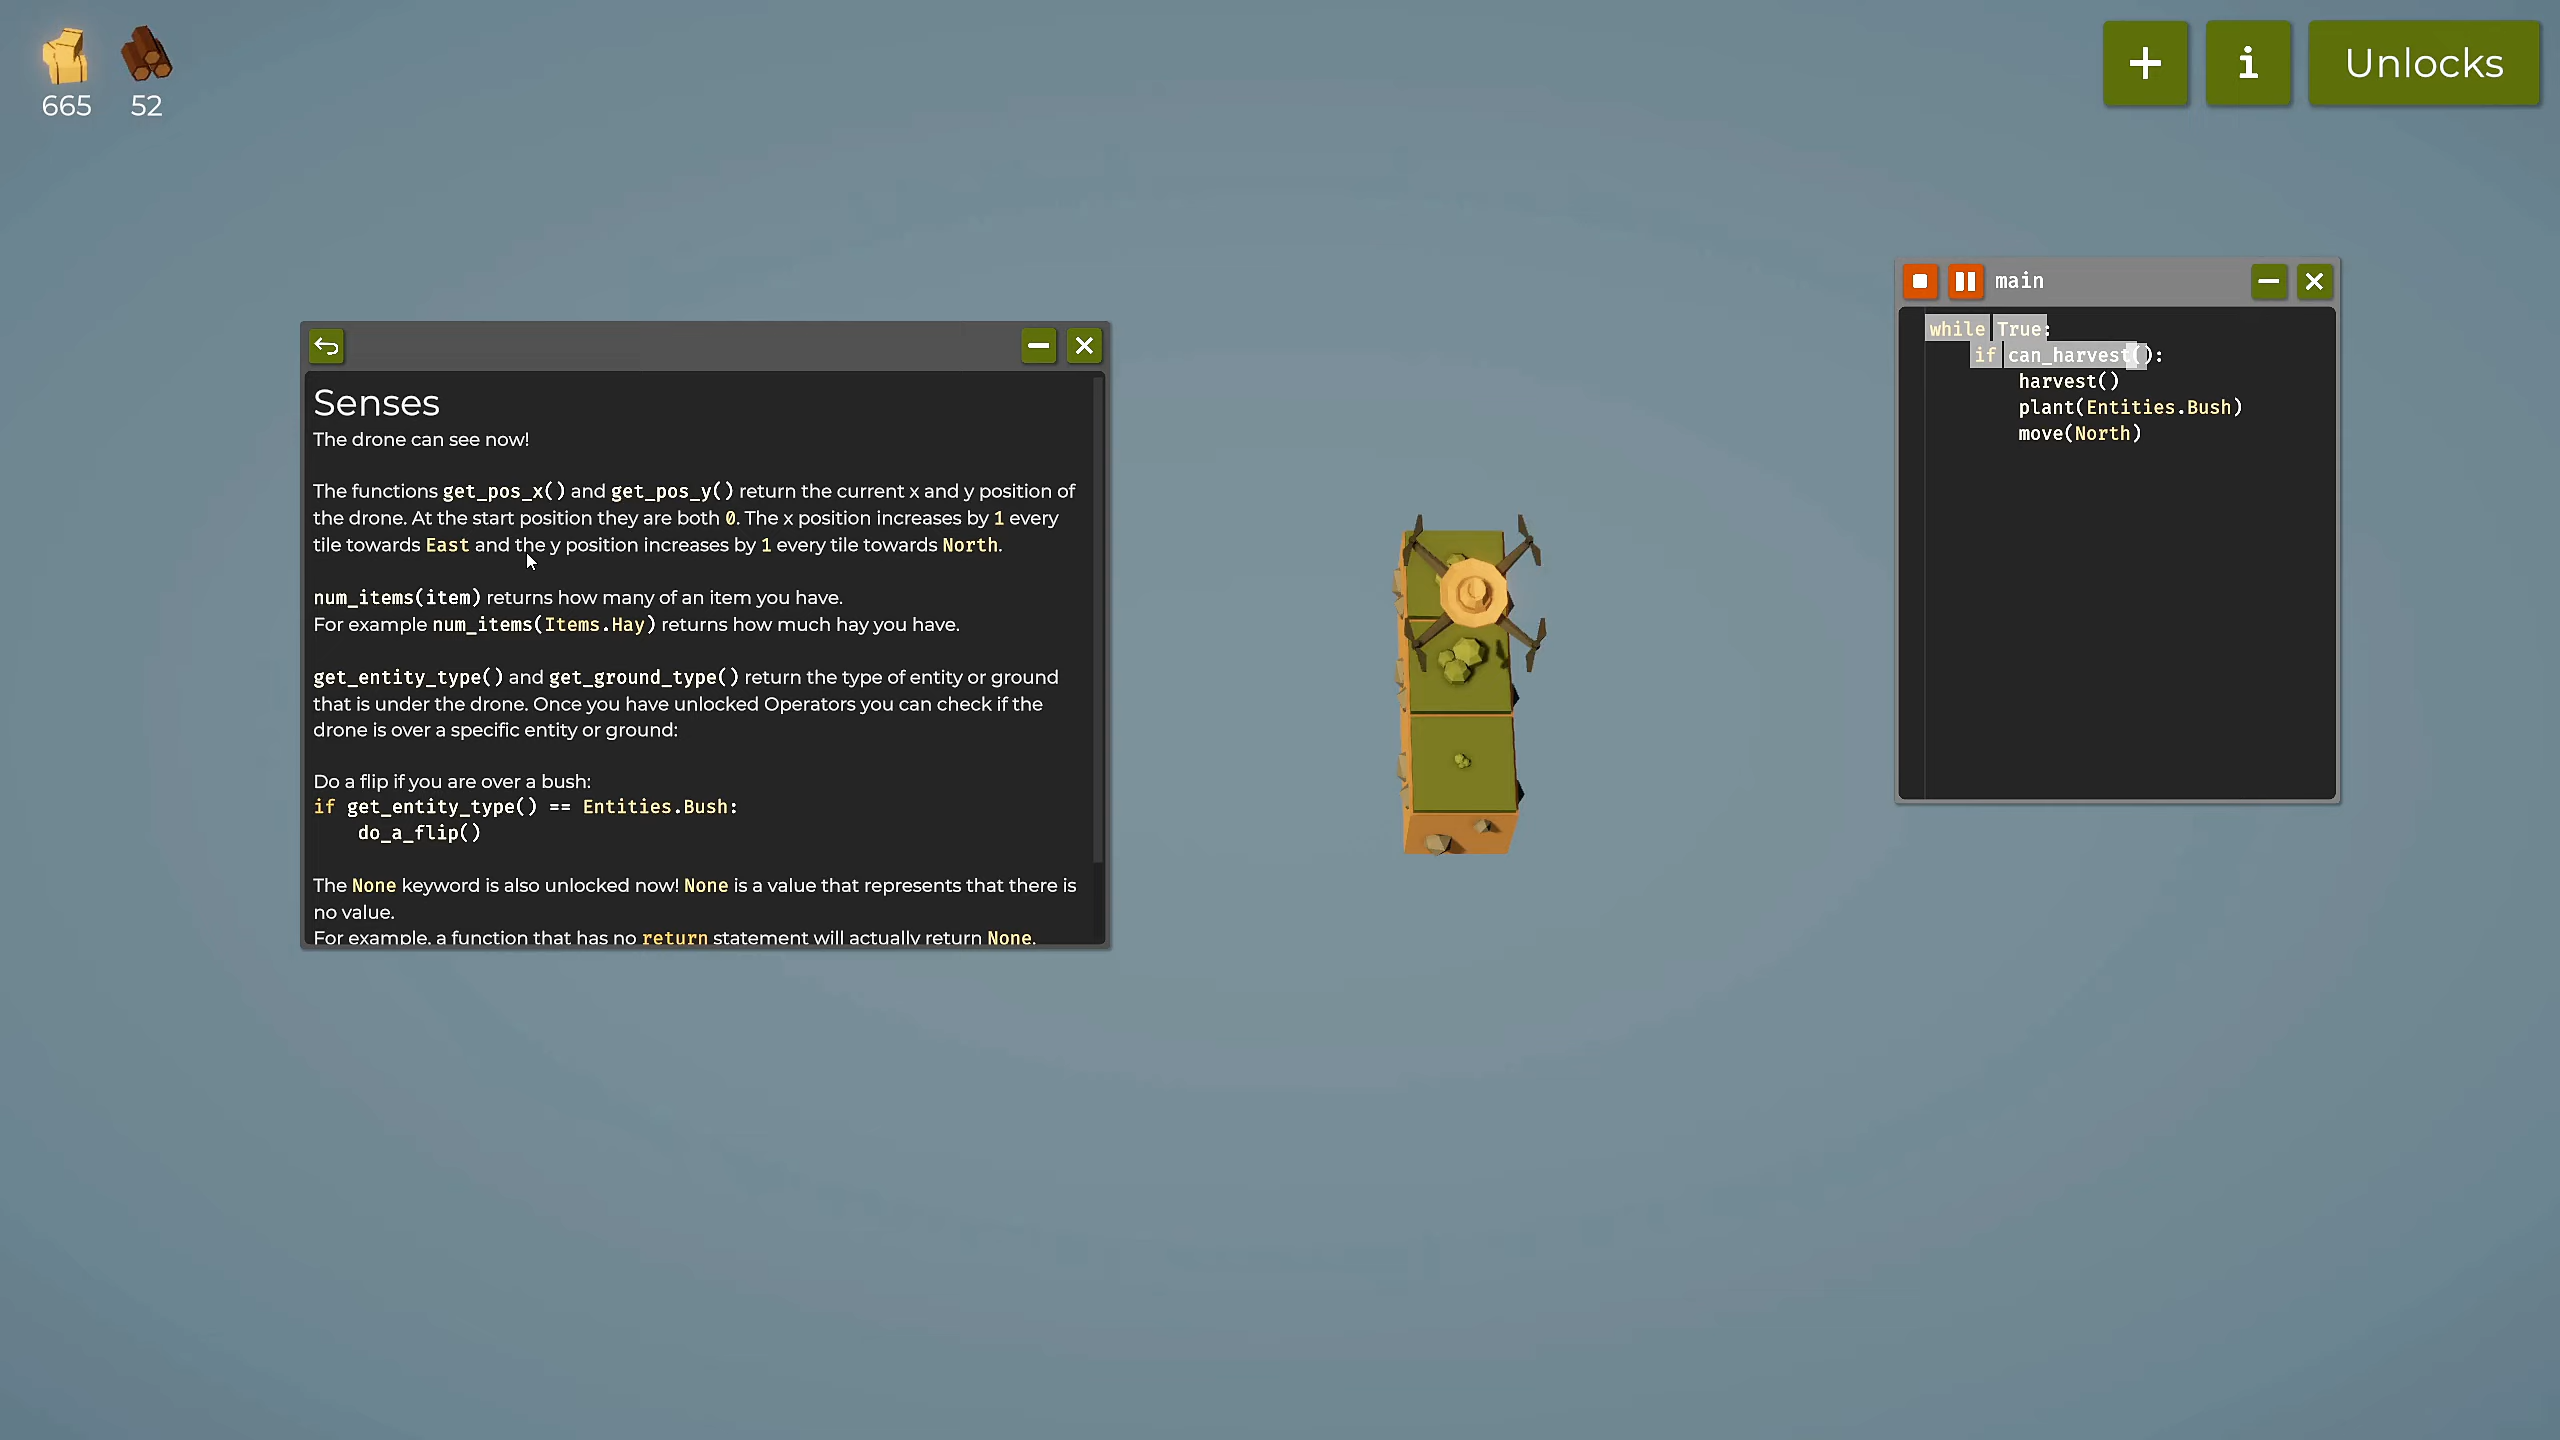 665 52
+ i Unlocks
Senses
The drone can see now!
The functions get_pos_x() and get_pos_y() return the current x and y position of
the drone. At the start position they are both 0. The x position increases by 1 every
tile towards East and the y position increases by 1 every tile towards North.
num_items(item) returns how many of an item you have.
For example num_items(Items.Hay) returns how much hay you have.
get_entity_type() and get_ground_type() return the type of entity or ground
that is under the drone. Once you have unlocked Operators you can check if the
drone is over a specific entity or ground:
Do a flip if you are over a bush:
if get_entity_type() == Entities.Bush:
    do_a_flip()
The None keyword is also unlocked now! None is a value that represents that there is
no value.
For example, a function that has no return statement will actually return None.
main
while True:
    if can_harvest():
        harvest()
        plant(Entities.Bush)
        move(North)